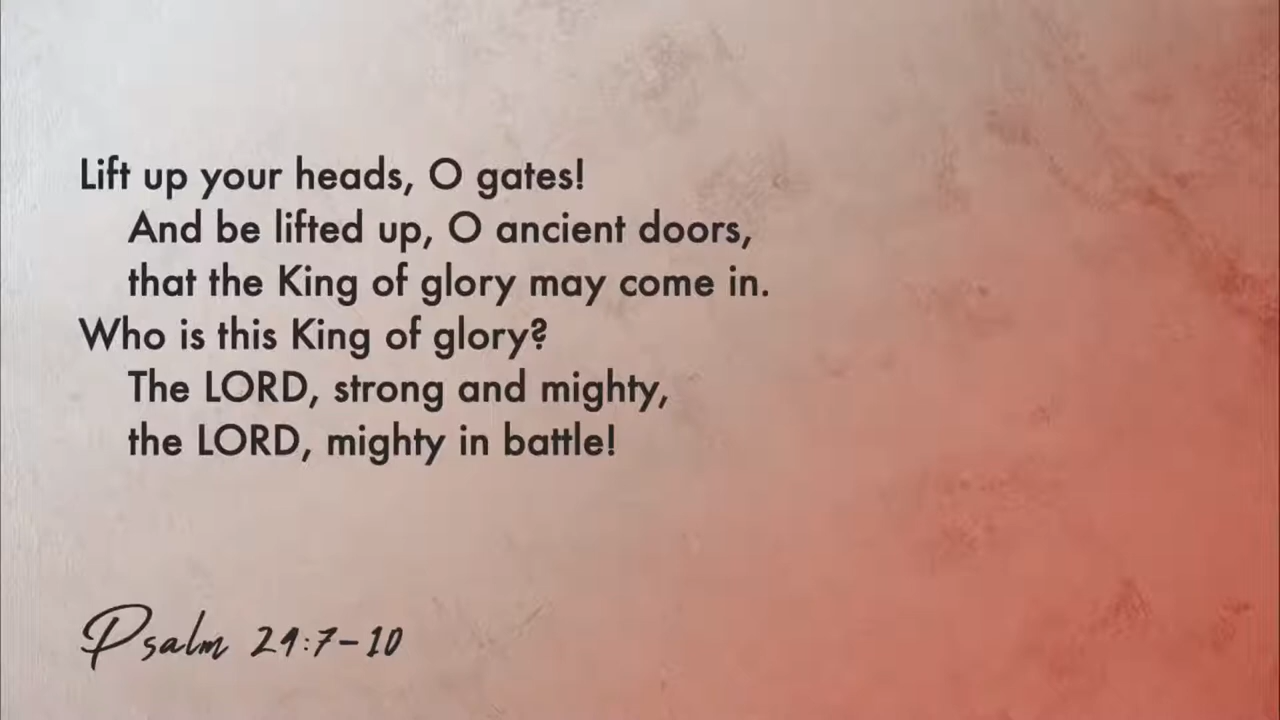 Lift up your heads, O gates!
And be lifted up, O ancient doors,
that the King of glory may come in.
Who is this King of glory?
The LORD, strong and mighty,
the LORD, mighty in battle!
Psalm 24:7-10